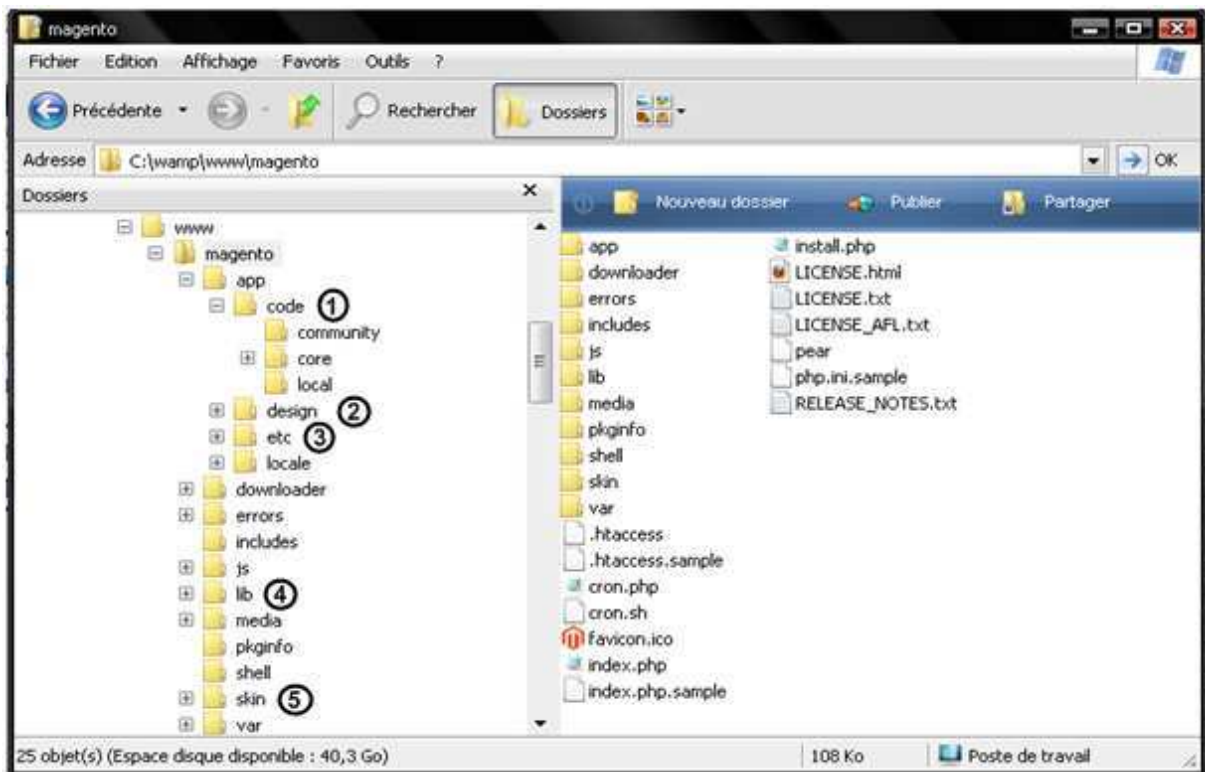 magento
Fichier Edition Affichage Favoris Outils ?
Précédente Rechercher Dossiers
Adresse C:\wamp\www\magento OK
Dossiers
www
magento
app
code 1
community
core
local
design 2
etc 3
locale
downloader
errors
includes
js
lib 4
media
pkginfo
shell
skin 5
var
Nouveau dossier Publier Partager
app
downloader
errors
includes
js
lib
media
pkginfo
shell
skin
var
.htaccess
.htaccess.sample
cron.php
cron.sh
favicon.ico
index.php
index.php.sample
install.php
LICENSE.html
LICENSE.txt
LICENSE_AFL.txt
pear
php.ini.sample
RELEASE_NOTES.txt
25 objet(s) (Espace disque disponible : 40,3 Go) 108 Ko Poste de travail